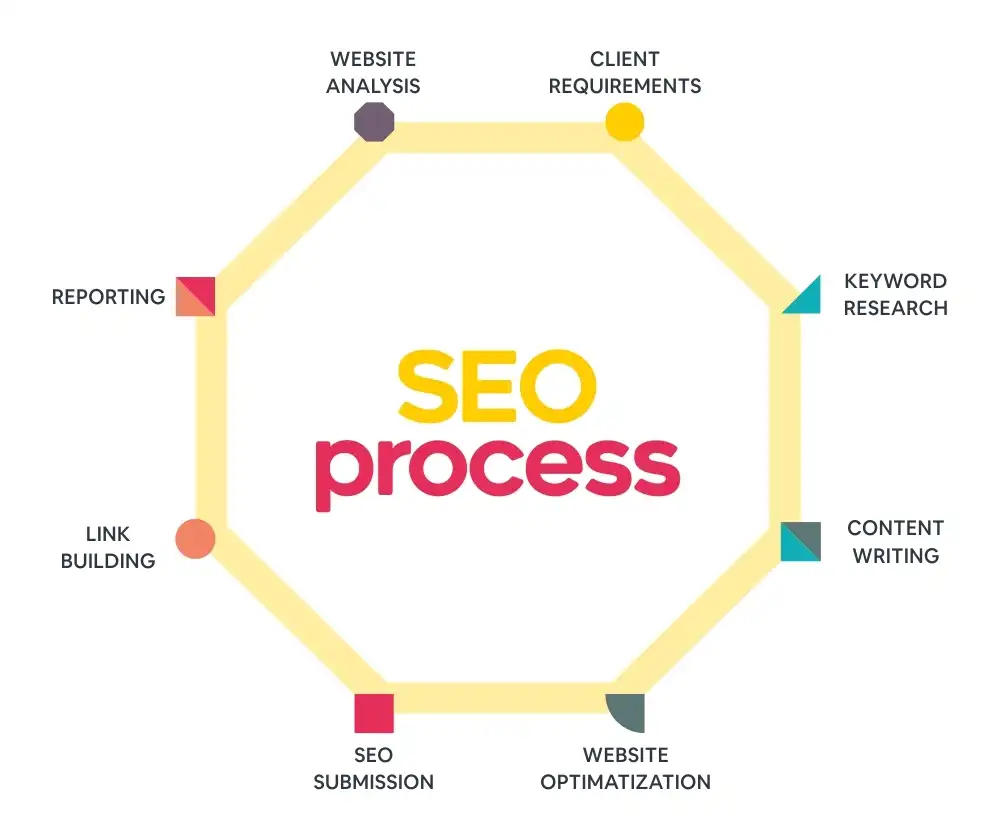 WEBSITE
ANALYSIS
CLIENT
REQUIREMENTS
KEYWORD
RESEARCH
CONTENT
WRITING
WEBSITE
OPTIMATIZATION
SEO
SUBMISSION
LINK
BUILDING
REPORTING
SEO
process